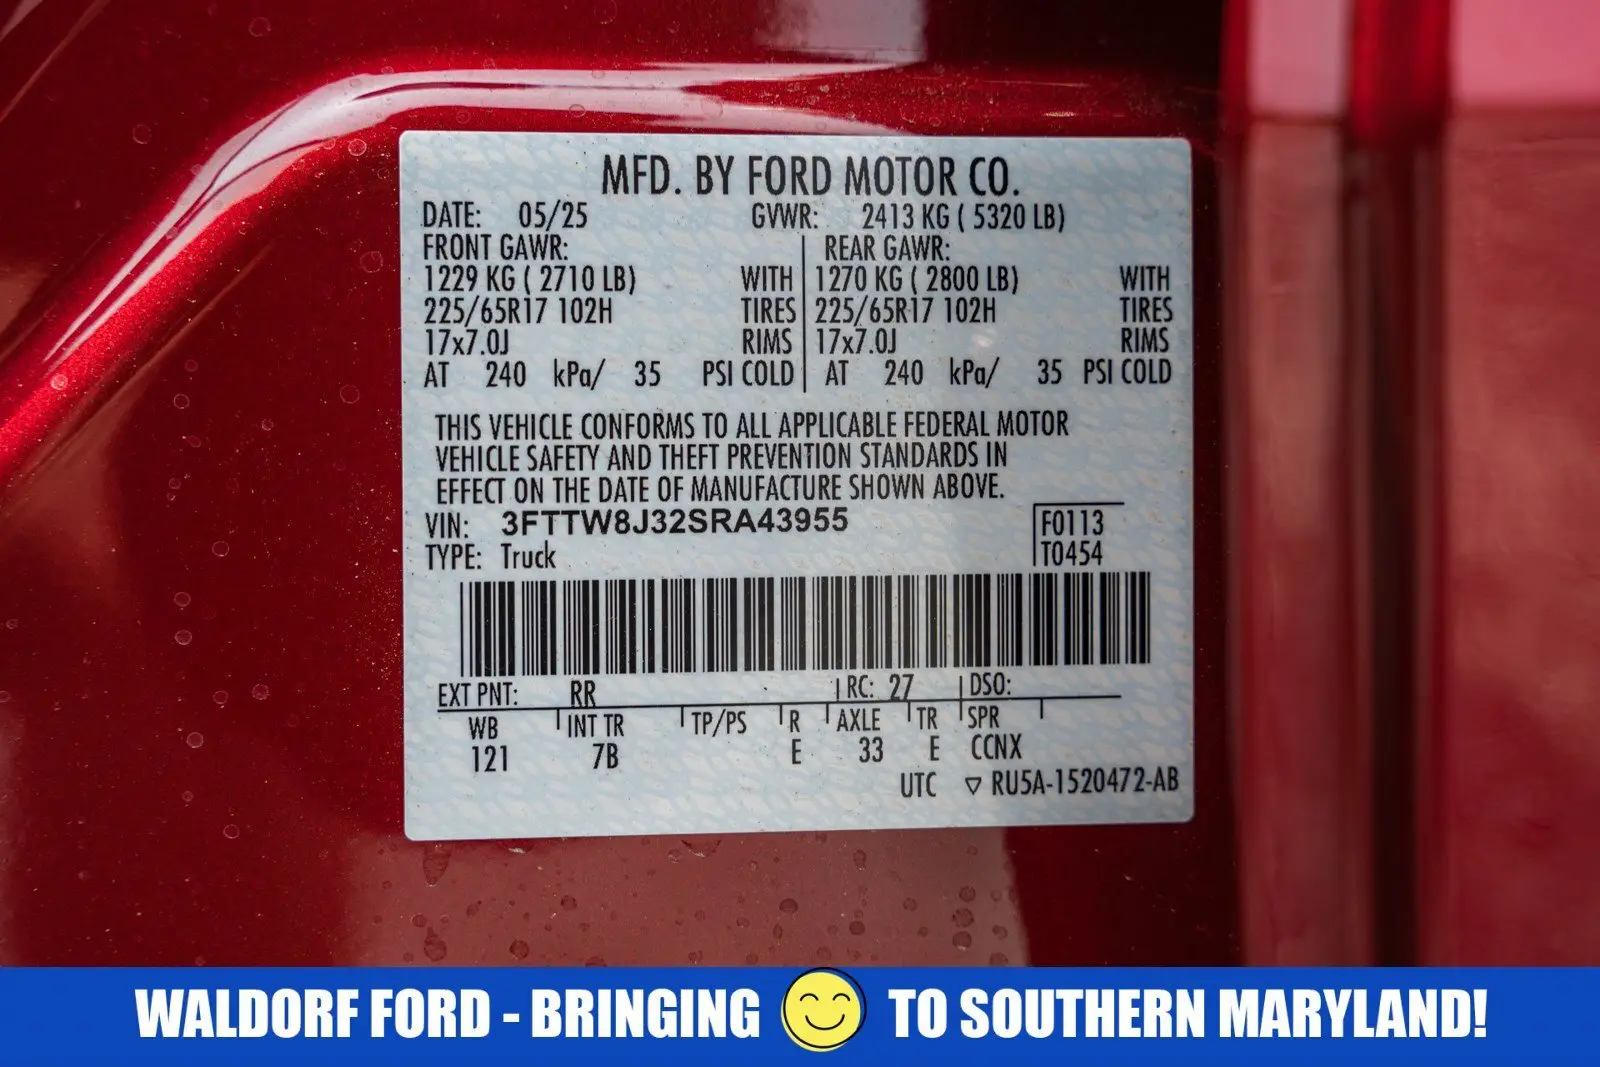 MFD. BY FORD MOTOR CO.
DATE: 05/25 GVWR: 2413 KG ( 5320 LB)
FRONT GAWR: REAR GAWR:
1229 KG ( 2710 LB) WITH 1270 KG ( 2800 LB) WITH
225/65R17 102H TIRES 225/65R17 102H TIRES
17x7.0J RIMS 17x7.0J RIMS
AT 240 kPa/ 35 PSI COLD AT 240 kPa/ 35 PSI COLD
THIS VEHICLE CONFORMS TO ALL APPLICABLE FEDERAL MOTOR
VEHICLE SAFETY AND THEFT PREVENTION STANDARDS IN
EFFECT ON THE DATE OF MANUFACTURE SHOWN ABOVE.
VIN: 3FTTW8J32SRA43955 F0113
TYPE: Truck T0454
EXT PNT: RR RC: 27 DSO:
WB INT TR TP/PS R AXLE TR SPR
121 7B E 33 E CCNX
UTC ▽ RU5A-1520472-AB
WALDORF FORD - BRINGING TO SOUTHERN MARYLAND!